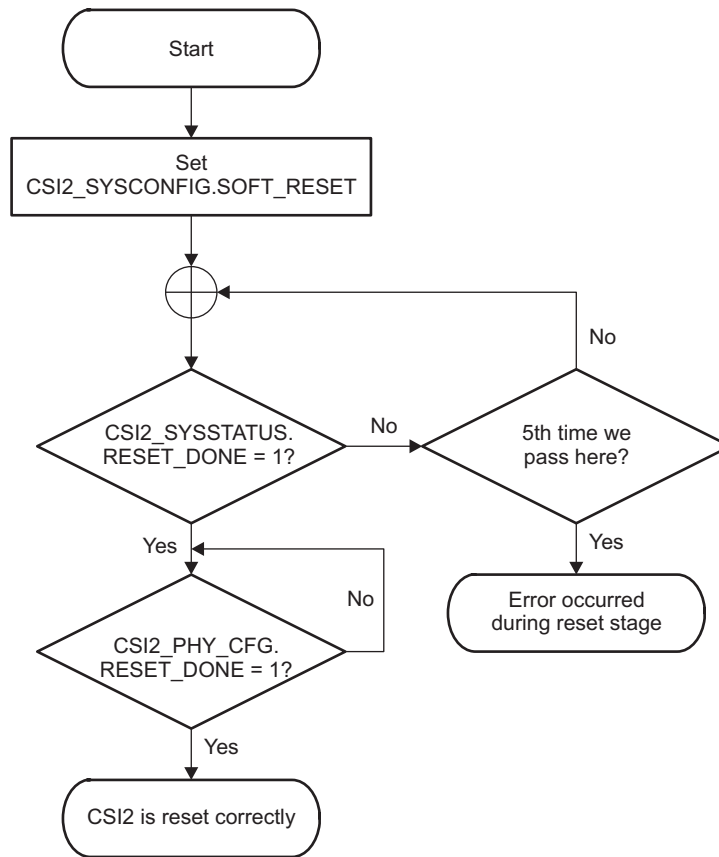 Start
Set
CSI2_SYSCONFIG.SOFT_RESET
No
CSI2_SYSSTATUS.
RESET_DONE = 1?
No
5th time we
pass here?
Yes
Yes
No
Error occurred
during reset stage
CSI2_PHY_CFG.
RESET_DONE = 1?
Yes
CSI2 is reset correctly